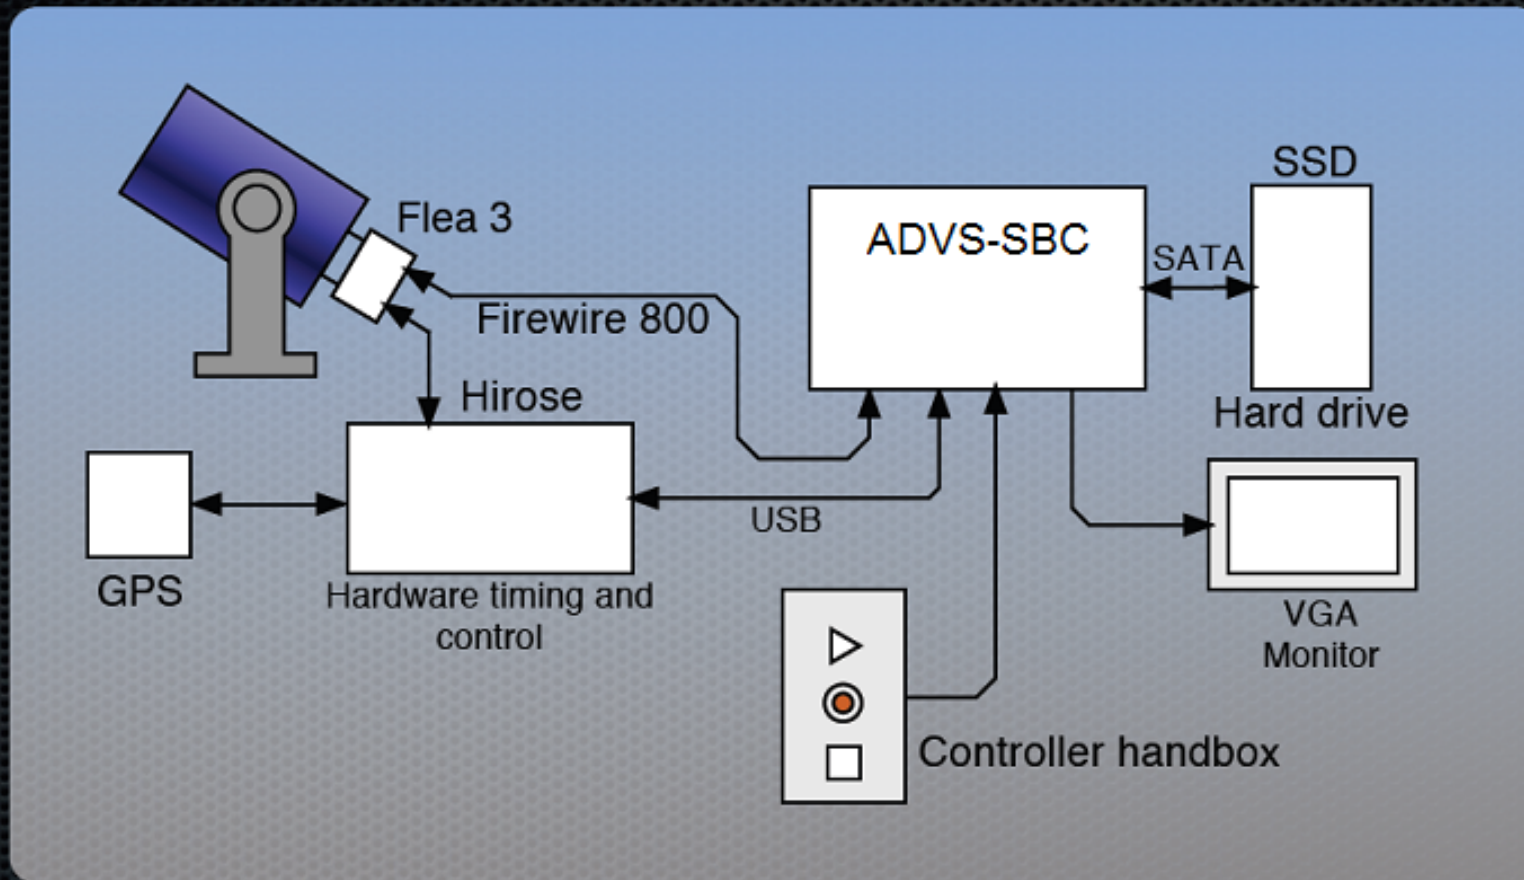 SSD
Flea 3
ADVS-SBC
SATA
Firewire 800
Hirose
Hard drive
USB
GPS
Hardware timing and
control
VGA
Monitor
Controller handbox